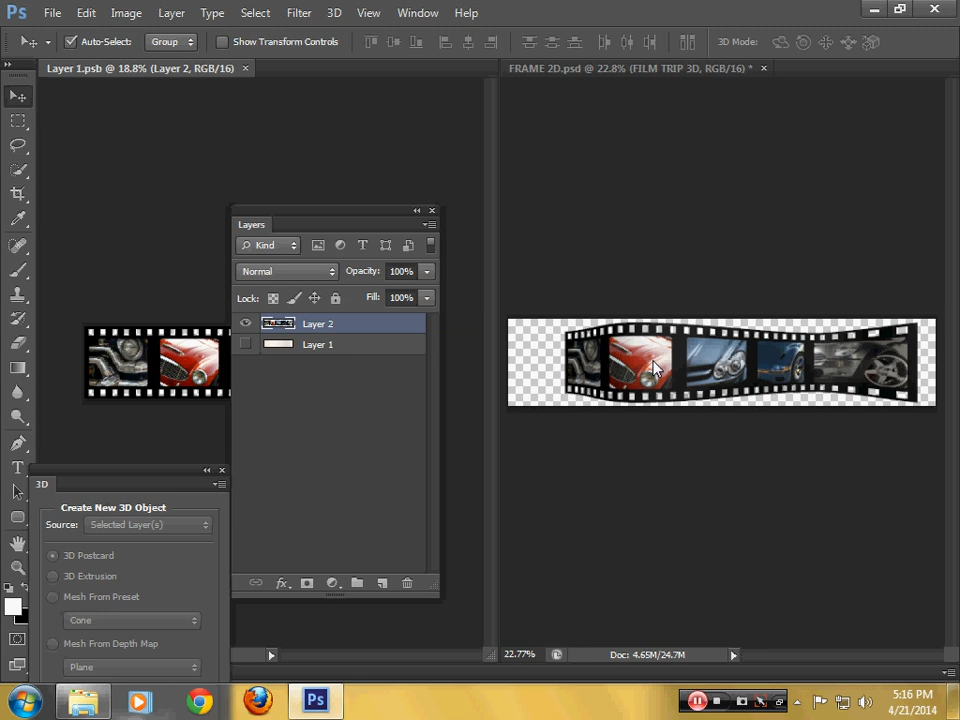 Ps File Edit Image Layer Type Select Filter 3D View Window Help
Auto-Select: Group Show Transform Controls 3D Mode:
Layer 1.psb @ 18.8% (Layer 2, RGB/16) ×
FRAME 2D.psd @ 22.8% (FILM TRIP 3D, RGB/16) * ×
Layers
Kind
Normal Opacity: 100%
Lock: Fill: 100%
Layer 2
Layer 1
3D
Create New 3D Object
Source: Selected Layer(s)
3D Postcard
3D Extrusion
Mesh From Preset
Cone
Mesh From Depth Map
Plane
22.77% Doc: 4.65M/24.7M
Ps
5:16 PM
4/21/2014